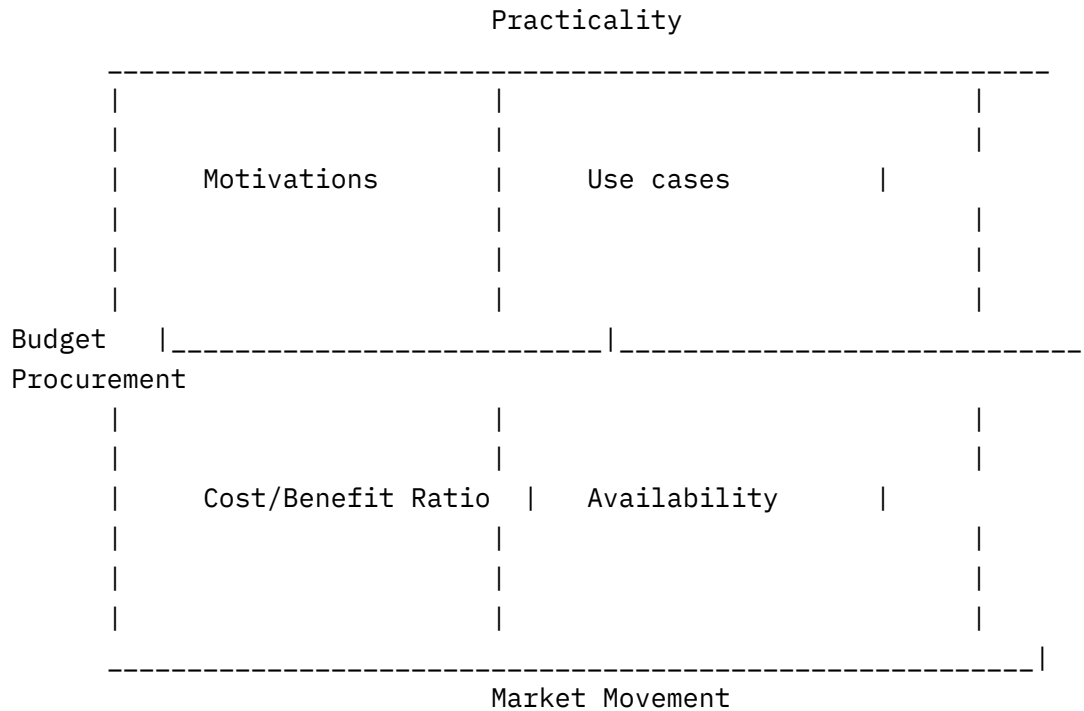 Practicality
Motivations Use cases
Budget
Procurement
Cost/Benefit Ratio Availability
Market Movement